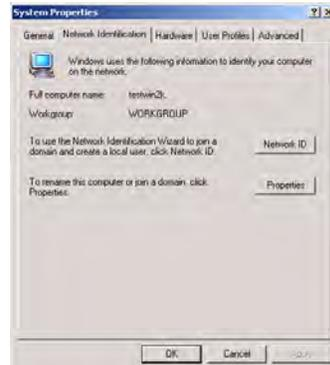 System Properties
General Network Identification Hardware User Profiles Advanced
Windows uses the following information to identify your computer
on the network.
Full computer name: testwin2k.
Workgroup: WORKGROUP
To use the Network Identification Wizard to join a
domain and create a local user, click Network ID.
Network ID
To rename this computer or join a domain, click
Properties.
Properties
OK Cancel Apply